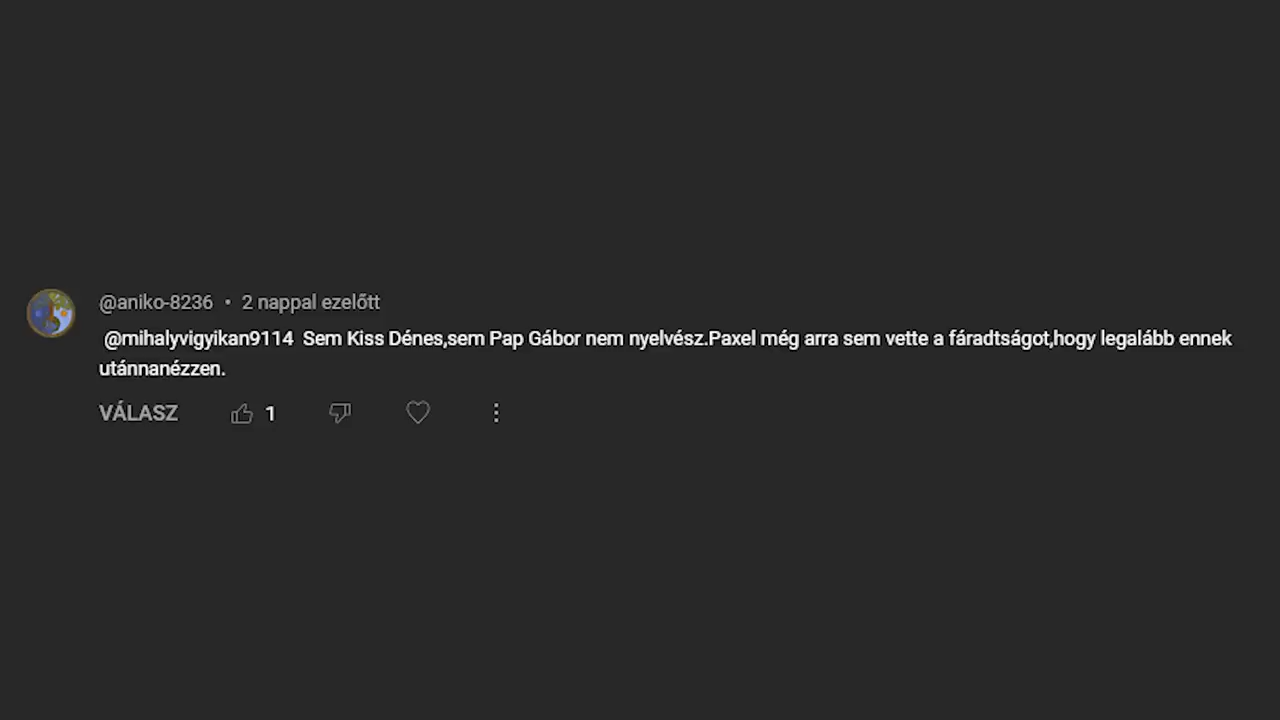 @aniko-8236 • 2 nappal ezelőtt
@mihalyvigyikan9114 Sem Kiss Dénes,sem Pap Gábor nem nyelvész.Paxel még arra sem vette a fáradtságot,hogy legalább ennek
utánnanézzen.
VÁLASZ 1